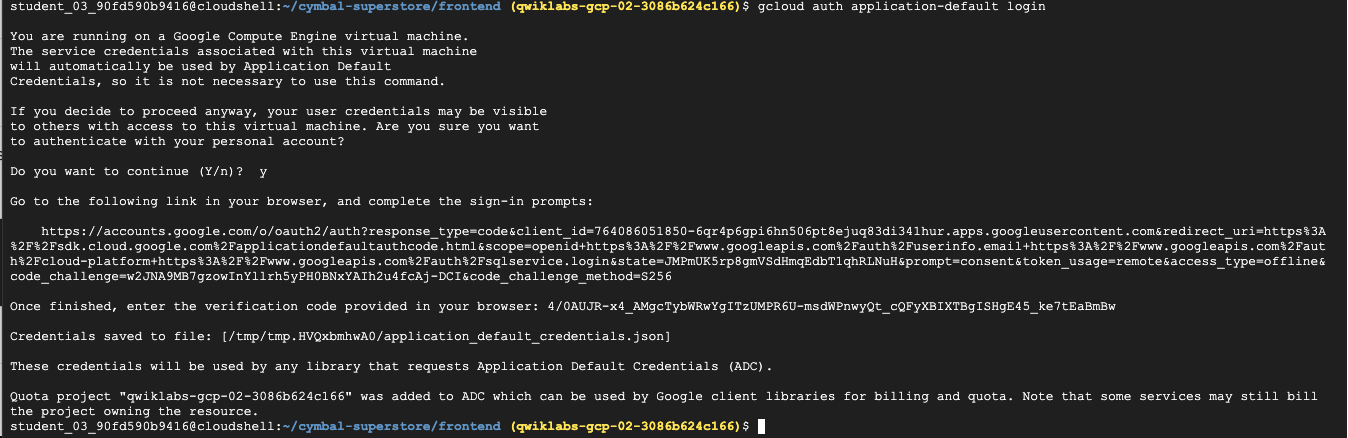 student_03_90fd590b9416@cloudshell:~/cymbal-superstore/frontend (qwiklabs-gcp-02-3086b624c166)$ gcloud auth application-default login
You are running on a Google Compute Engine virtual machine.
The service credentials associated with this virtual machine
will automatically be used by Application Default
Credentials, so it is not necessary to use this command.
If you decide to proceed anyway, your user credentials may be visible
to others with access to this virtual machine. Are you sure you want
to authenticate with your personal account?
Do you want to continue (Y/n)?  y
Go to the following link in your browser, and complete the sign-in prompts:
https://accounts.google.com/o/oauth2/auth?response_type=code&client_id=764086051850-6qr4p6gpi6hn506pt8ejuq83di341hur.apps.googleusercontent.com&redirect_uri=https%3A
%2F%2Fsdk.cloud.google.com%2Fapplicationdefaultauthcode.html&scope=openid+https%3A%2F%2Fwww.googleapis.com%2Fauth%2Fuserinfo.email+https%3A%2F%2Fwww.googleapis.com%2Faut
h%2Fcloud-platform+https%3A%2F%2Fwww.googleapis.com%2Fauth%2Fsqlservice.login&state=JMPmUK5rp8gmVSdHmqEdbT1qhRLNuH&prompt=consent&token_usage=remote&access_type=offline&
code_challenge=w2JNA9MB7gzowInYllrh5yPH0BNxYAIh2u4fcAj-DCI&code_challenge_method=S256
Once finished, enter the verification code provided in your browser: 4/0AUJR-x4_AMgcTybWRwYgITzUMPR6U-msdWPnwyQt_cQFyXBIXTBgISHgE45_ke7tEaBmBw
Credentials saved to file: [/tmp/tmp.HVQxbmhwA0/application_default_credentials.json]
These credentials will be used by any library that requests Application Default Credentials (ADC).
Quota project "qwiklabs-gcp-02-3086b624c166" was added to ADC which can be used by Google client libraries for billing and quota. Note that some services may still bill
the project owning the resource.
student_03_90fd590b9416@cloudshell:~/cymbal-superstore/frontend (qwiklabs-gcp-02-3086b624c166)$